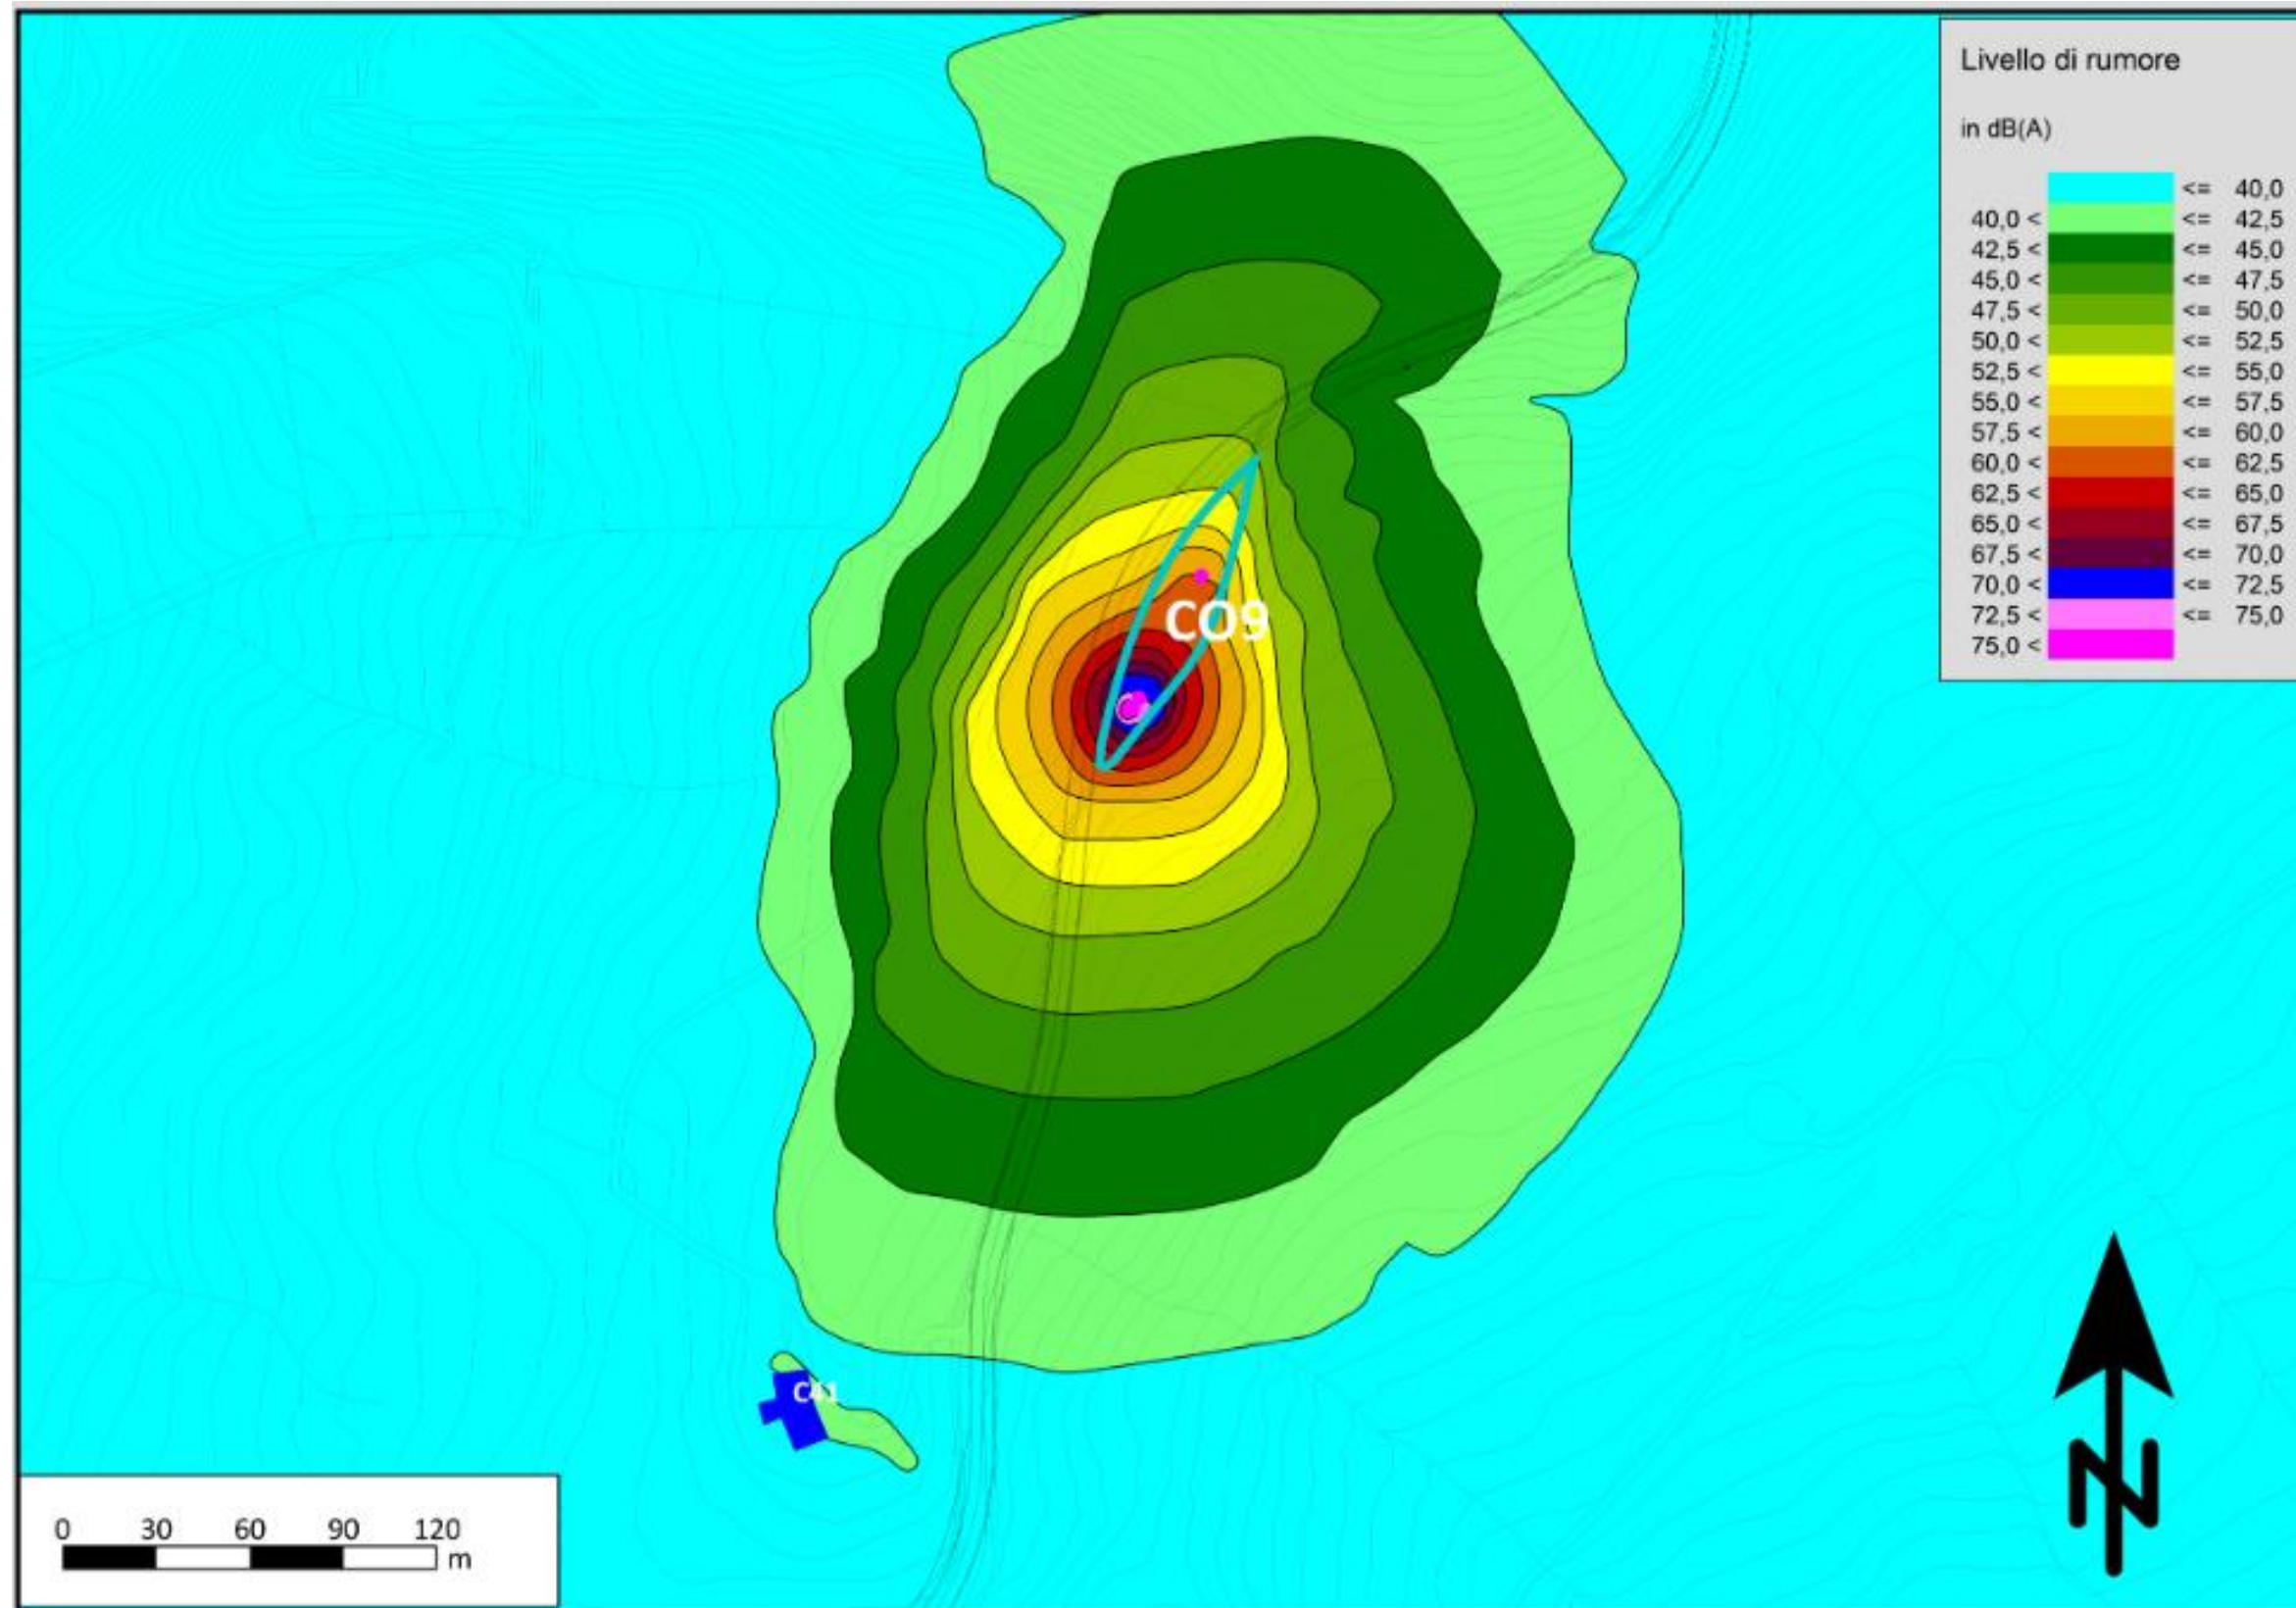 Livello di rumore
in dB(A)
<= 40,0
40,0 < <= 42,5
42,5 < <= 45,0
45,0 < <= 47,5
47,5 < <= 50,0
50,0 < <= 52,5
52,5 < <= 55,0
55,0 < <= 57,5
57,5 < <= 60,0
60,0 < <= 62,5
62,5 < <= 65,0
65,0 < <= 67,5
67,5 < <= 70,0
70,0 < <= 72,5
72,5 < <= 75,0
75,0 <
CO9
C41
N
0 30 60 90 120
m